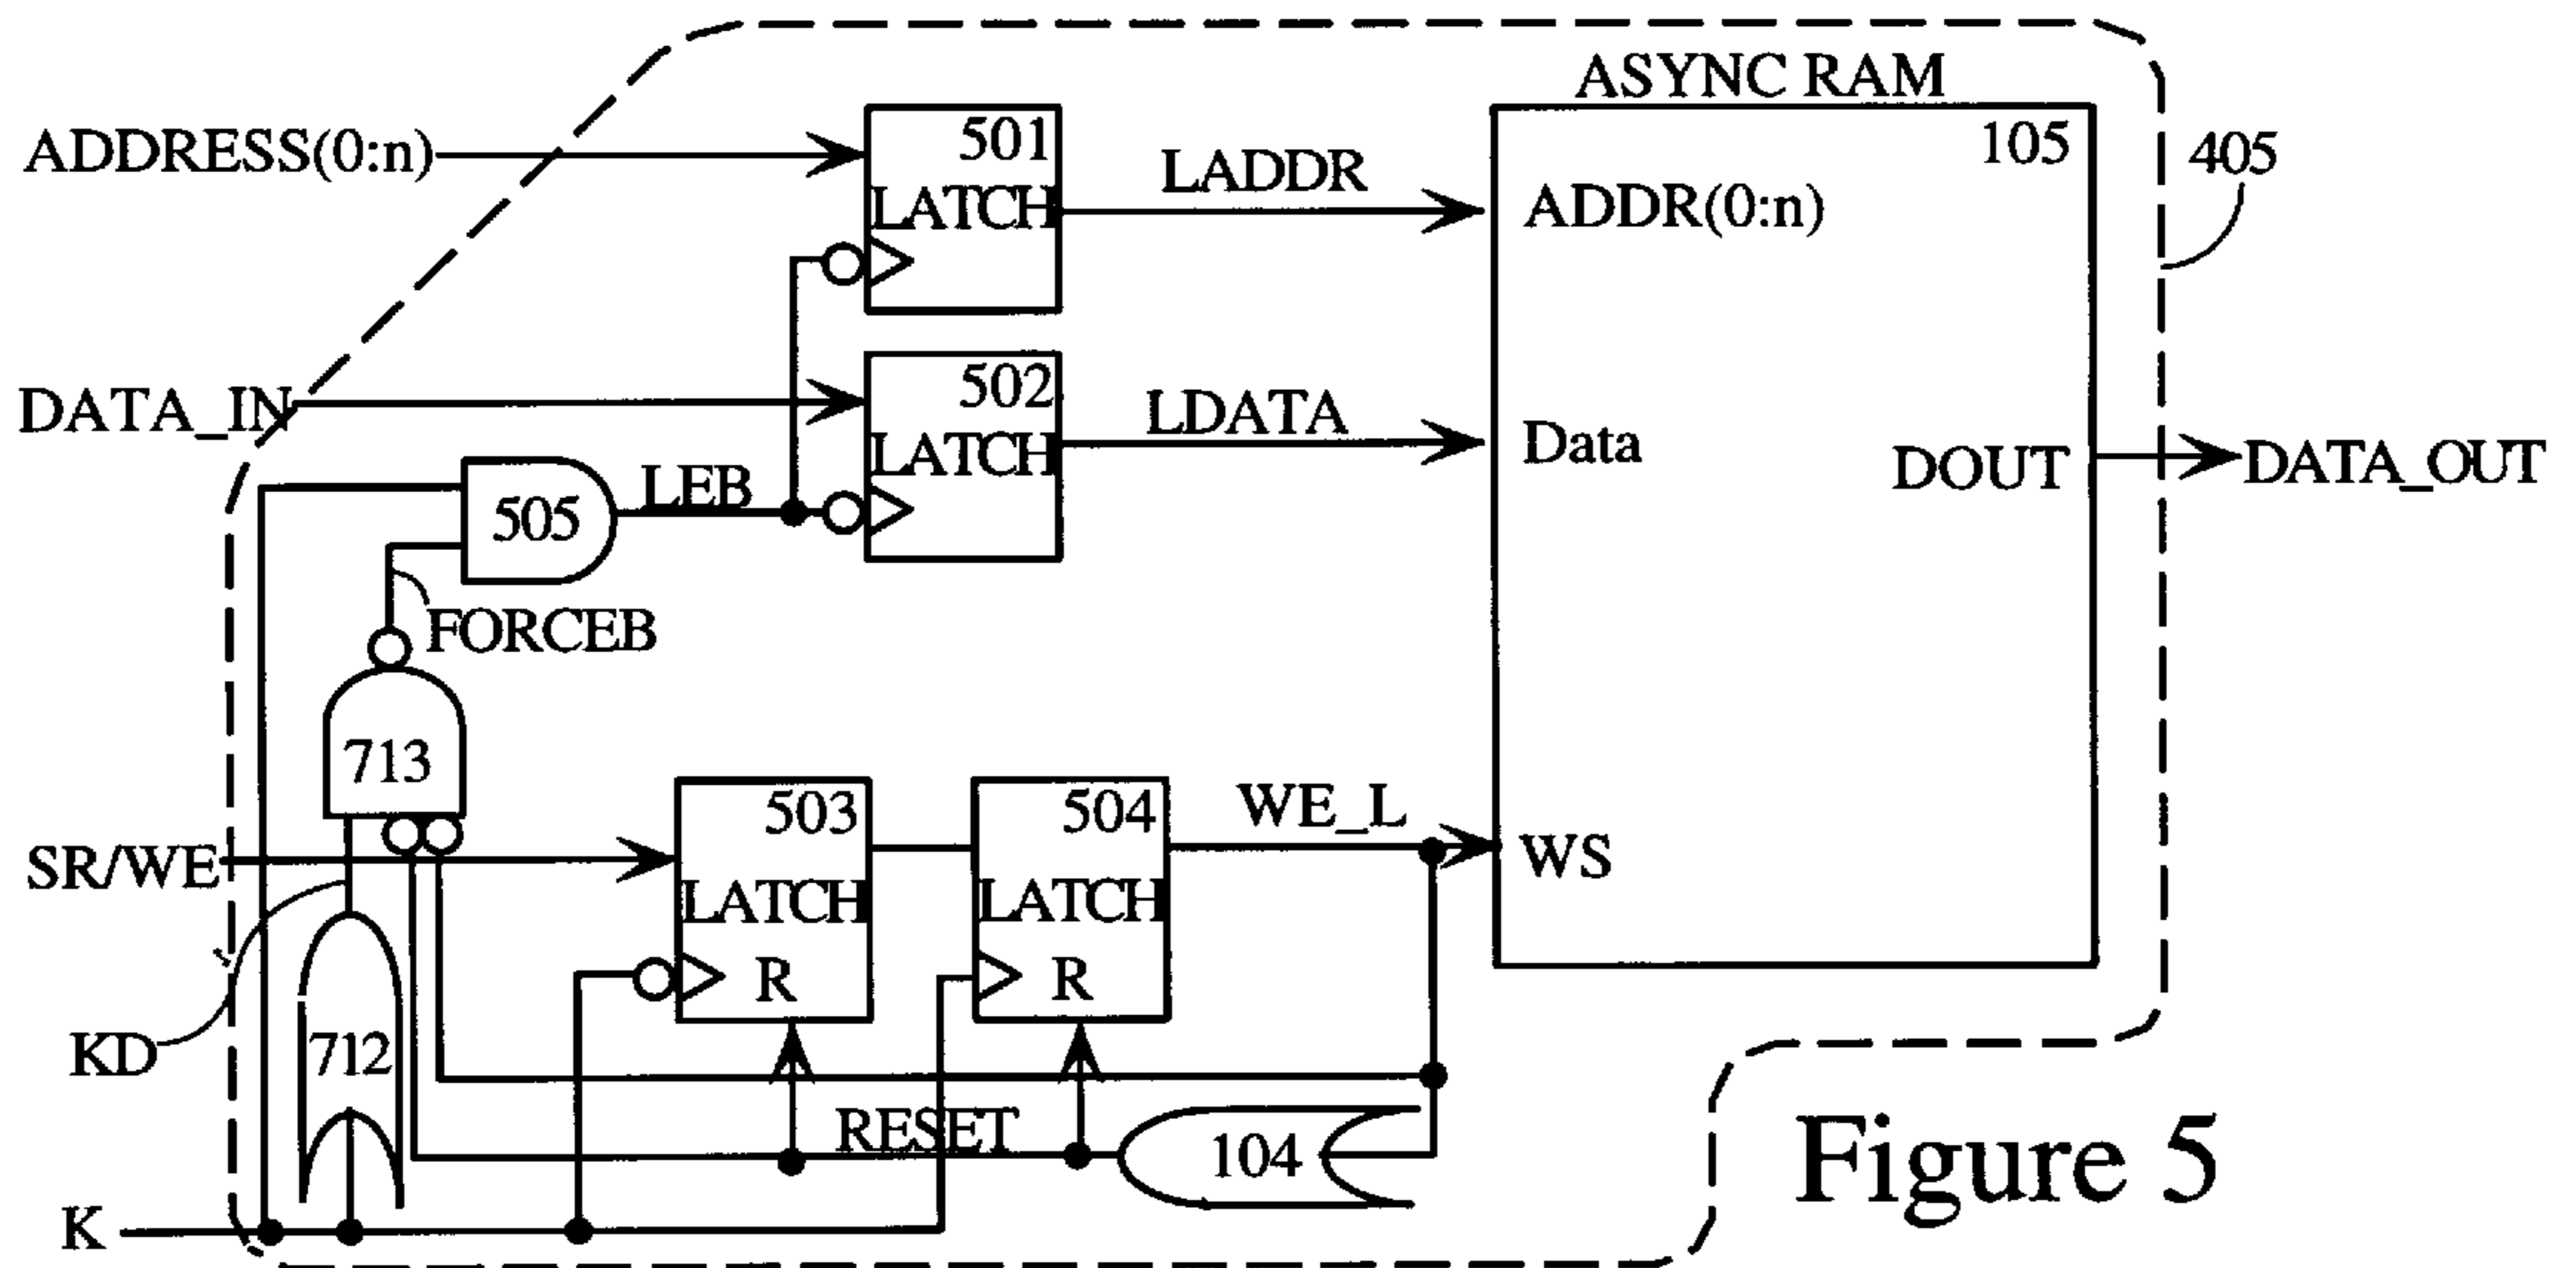 ASYNC RAM
ADDRESS(0:n)
501
LATCH
LADDR
105
ADDR(0:n)
405
DATA_IN
502
LATCH
LDATA
Data
DOUT
DATA_OUT
505
LEB
FORCEB
713
SR/WE
503
LATCH
R
504
LATCH
R
WE_L
WS
KD
712
RESET
104
K
Figure 5